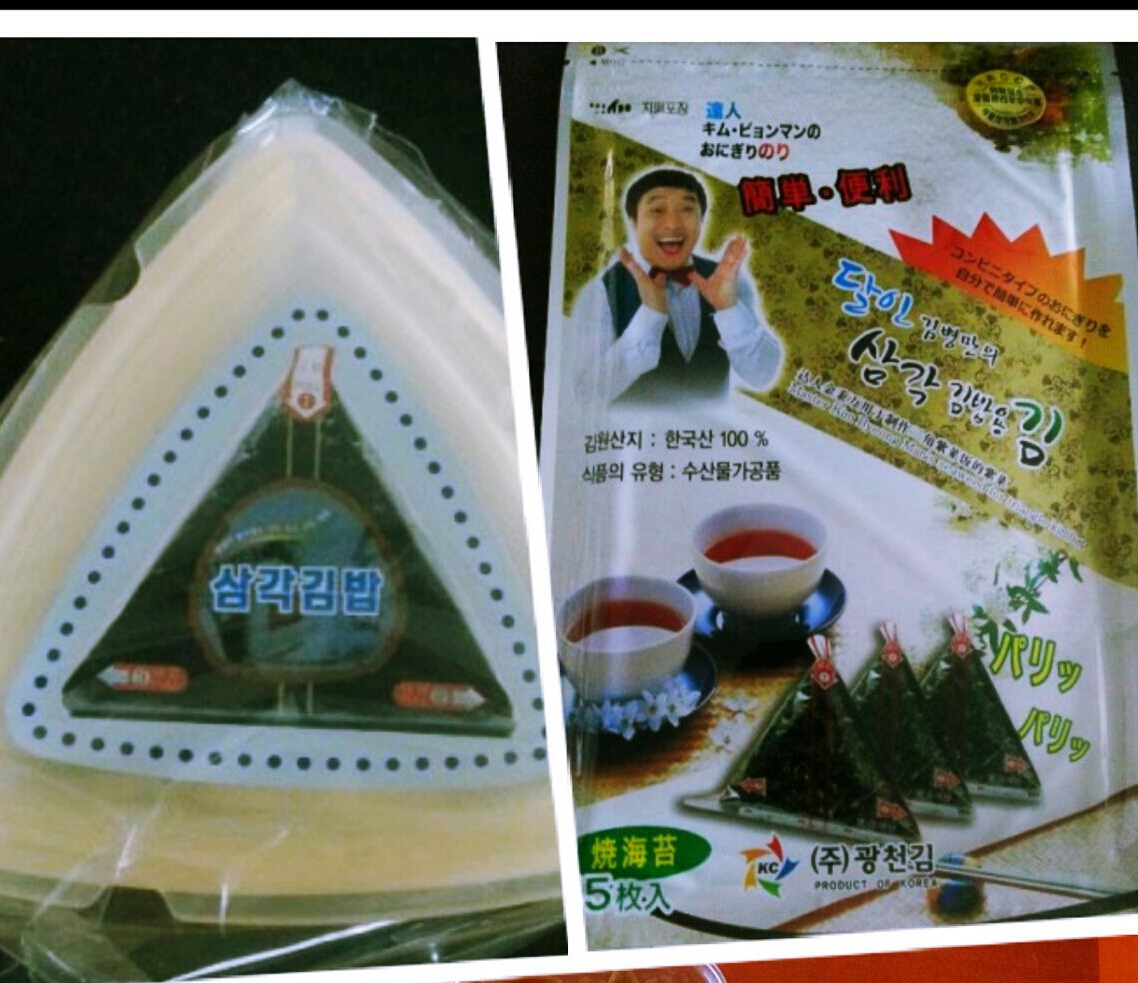 삼각김밥
지퍼포장
達人
キム・ビョンマンの
おにぎりのり
簡単・便利
コンビニタイプのおにぎりを
自分で簡単に作れます!
달인 김병만의
삼각 김밥용 김
김원산지 : 한국산 100 %
식품의 유형 : 수산물가공품
パリッ
パリッ
焼海苔
5枚入
KC
(주)광천김
PRODUCT OF KOREA